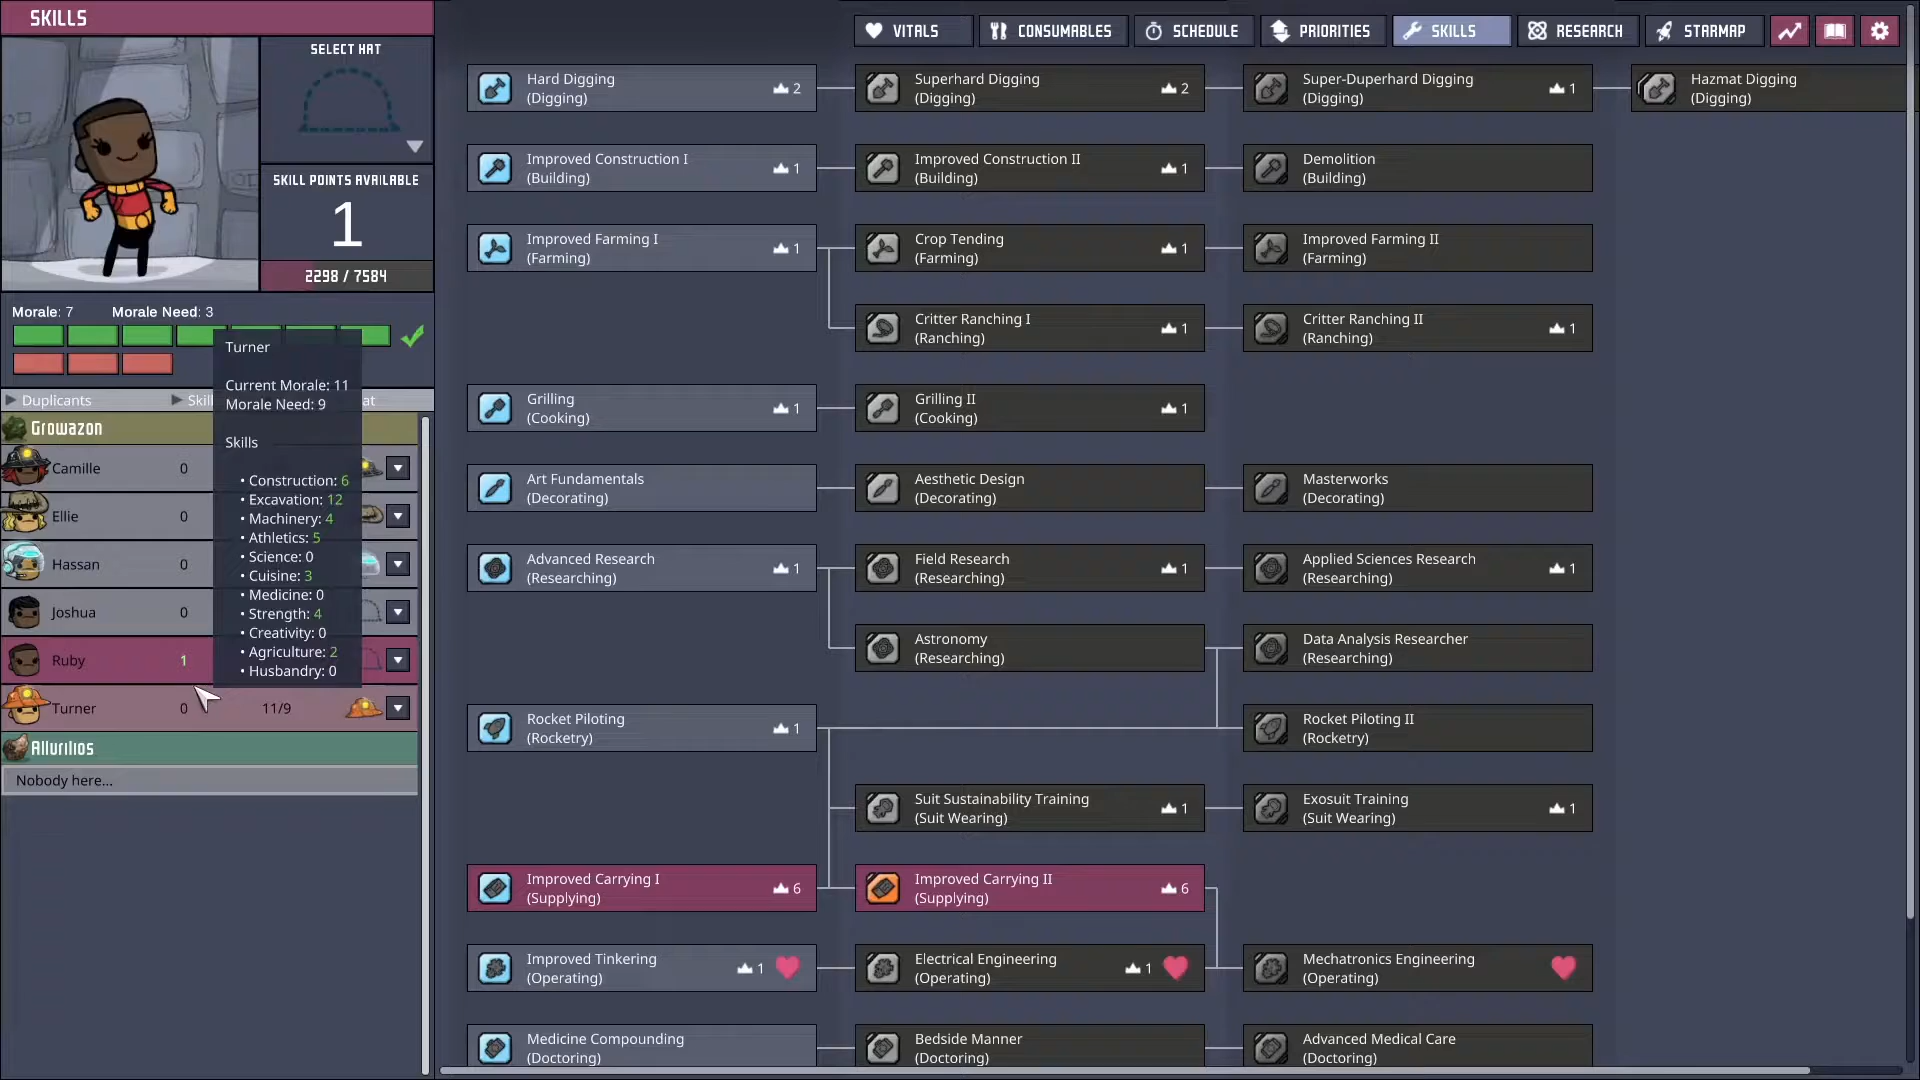 SKILLS
VITALS
CONSUMABLES
SCHEDULE
PRIORITIES
SKILLS
RESEARCH
STARMAP
SELECT HAT
SKILL POINTS AVAILABLE
1
2298 / 7584
Morale: 7
Morale Need: 3
Duplicants
Skil
at
Growazon
Camille 0
Ellie 0
Hassan 0
Joshua 0
Ruby 1
Turner 0 11/9
Allurilios
Nobody here...
Turner
Current Morale: 11
Morale Need: 9
Skills
• Construction: 6
• Excavation: 12
• Machinery: 4
• Athletics: 5
• Science: 0
• Cuisine: 3
• Medicine: 0
• Strength: 4
• Creativity: 0
• Agriculture: 2
• Husbandry: 0
Hard Digging
(Digging)
2
Superhard Digging
(Digging)
2
Super-Duperhard Digging
(Digging)
1
Hazmat Digging
(Digging)
Improved Construction I
(Building)
1
Improved Construction II
(Building)
1
Demolition
(Building)
Improved Farming I
(Farming)
1
Crop Tending
(Farming)
1
Improved Farming II
(Farming)
Critter Ranching I
(Ranching)
1
Critter Ranching II
(Ranching)
1
Grilling
(Cooking)
1
Grilling II
(Cooking)
1
Art Fundamentals
(Decorating)
Aesthetic Design
(Decorating)
Masterworks
(Decorating)
Advanced Research
(Researching)
1
Field Research
(Researching)
1
Applied Sciences Research
(Researching)
1
Astronomy
(Researching)
Data Analysis Researcher
(Researching)
Rocket Piloting
(Rocketry)
1
Rocket Piloting II
(Rocketry)
Suit Sustainability Training
(Suit Wearing)
1
Exosuit Training
(Suit Wearing)
1
Improved Carrying I
(Supplying)
6
Improved Carrying II
(Supplying)
6
Improved Tinkering
(Operating)
1
Electrical Engineering
(Operating)
1
Mechatronics Engineering
(Operating)
Medicine Compounding
(Doctoring)
Bedside Manner
(Doctoring)
Advanced Medical Care
(Doctoring)